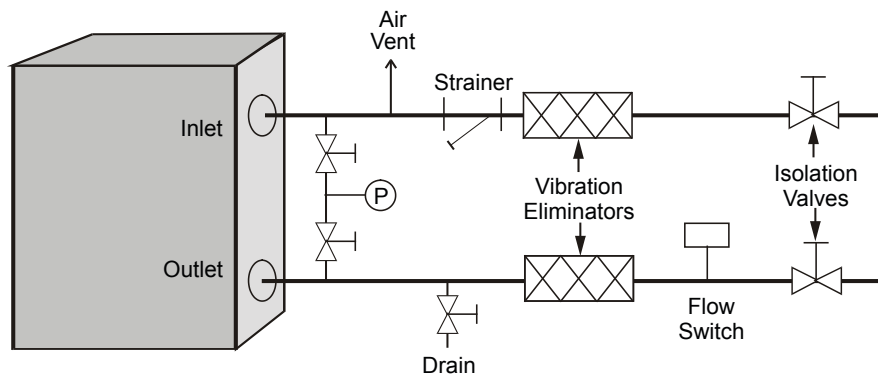 Air
Vent
Strainer
Inlet
P
Vibration
Eliminators
Isolation
Valves
Outlet
Flow
Switch
Drain